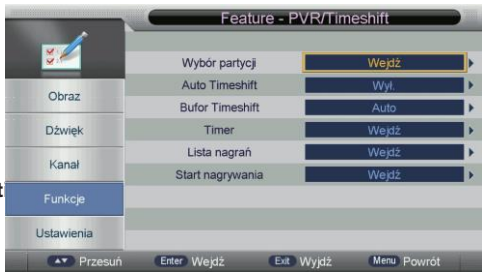 Feature - PVR/Timeshift
Wybór partycji Wejdź
Auto Timeshift Wył.
Bufor Timeshift Auto
Timer Wejdź
Lista nagrań Wejdź
Start nagrywania Wejdź
Obraz
Dźwięk
Kanał
t
Funkcje
Ustawienia
Przesuń Enter Wejdź Exit Wyjdź Menu Powrót